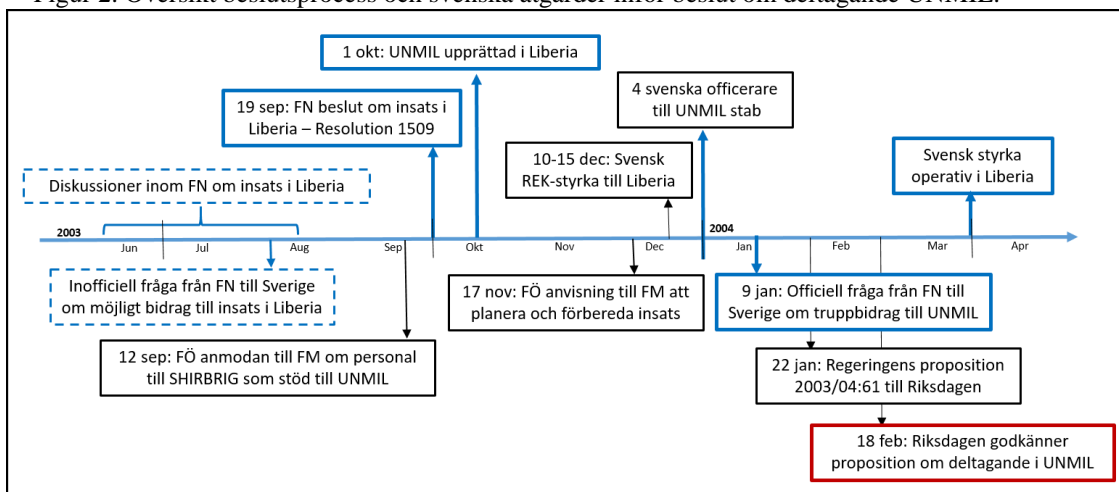 Figur 2. Översikt beslutsprocess och svenska åtgärder inför beslut om deltagande UNMIL.
1 okt: UNMIL upprättad i Liberia
19 sep: FN beslut om insats i
Liberia – Resolution 1509
4 svenska officerare
till UNMIL stab
10-15 dec: Svensk
REK-styrka till Liberia
Svensk styrka
operativ i Liberia
Diskussioner inom FN om insats i Liberia
2003
2004
Jun
Jul
Aug
Sep
Okt
Nov
Dec
Jan
Feb
Mar
Apr
Inofficiell fråga från FN till Sverige
om möjligt bidrag till insats i Liberia
17 nov: FÖ anvisning till FM att
planera och förbereda insats
9 jan: Officiell fråga från FN till
Sverige om truppbidrag till UNMIL
12 sep: FÖ anmodan till FM om personal
till SHIRBRIG som stöd till UNMIL
22 jan: Regeringens proposition
2003/04:61 till Riksdagen
18 feb: Riksdagen godkänner
proposition om deltagande i UNMIL